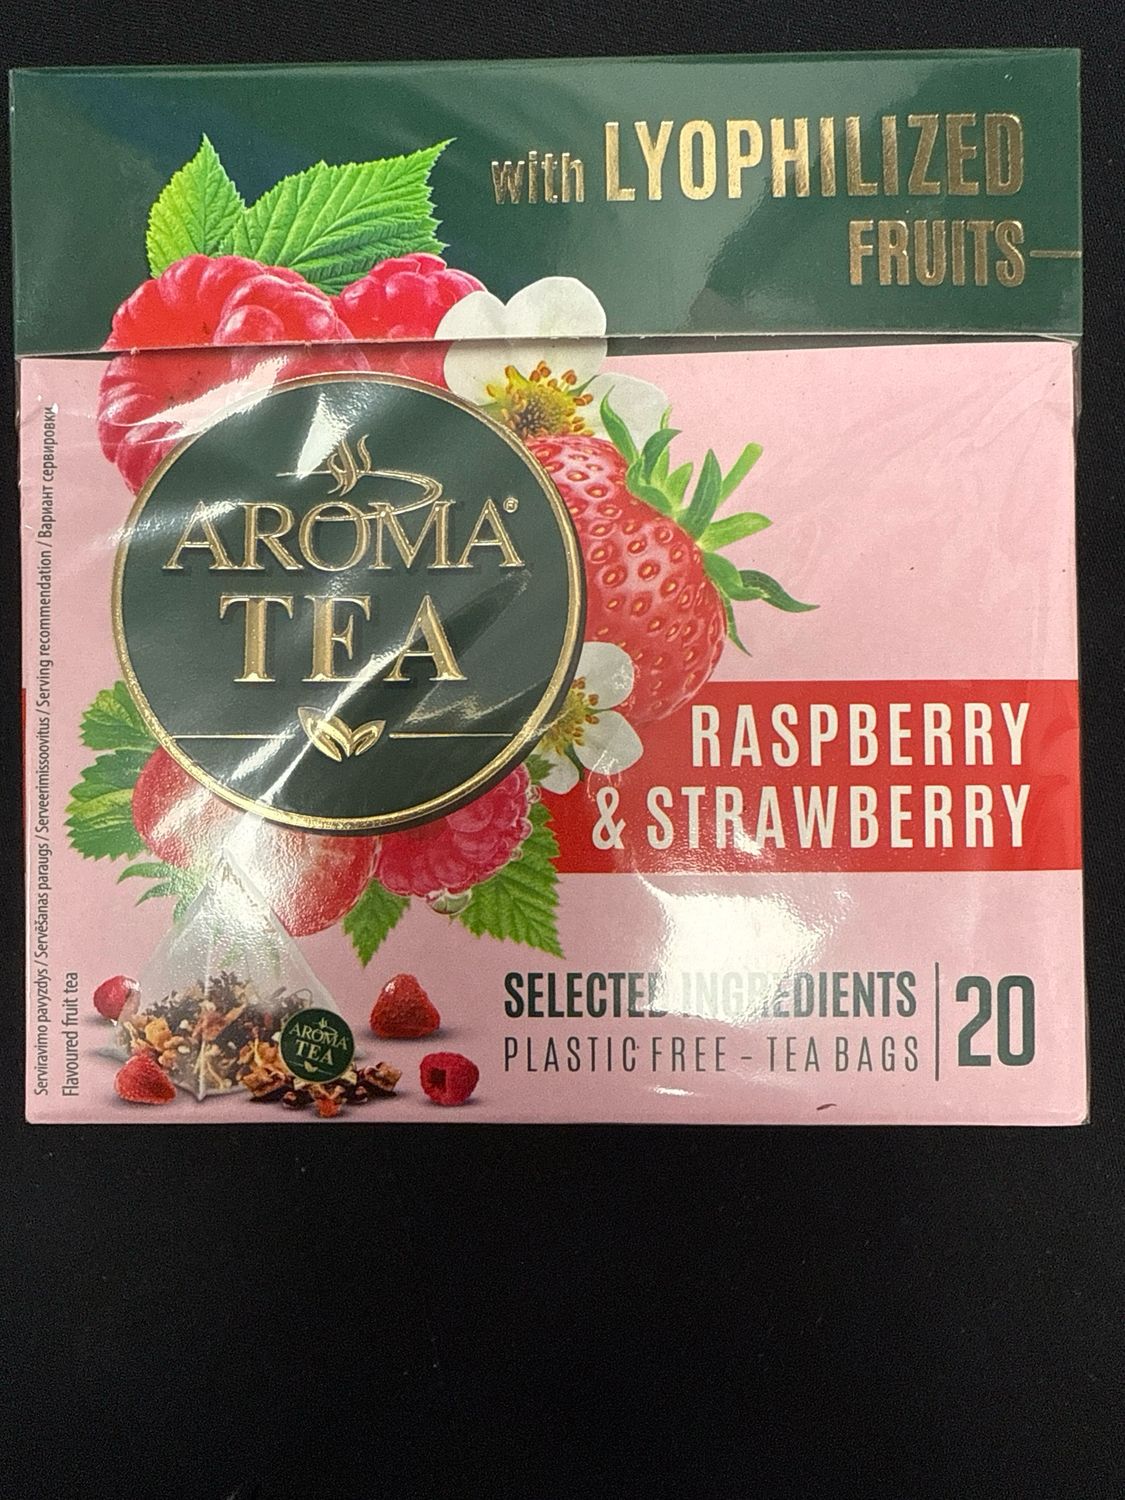 with LYOPHILIZED
FRUITS
AROMA®
TEA
RASPBERRY
& STRAWBERRY
SELECTED INGREDIENTS
PLASTIC FREE - TEA BAGS
20
AROMA
TEA
Serviravimo pavyzdys / Servēšanas paraugs / Serveerimissoovitus / Serving recommendation / Вариант сервировки
Flavoured fruit tea